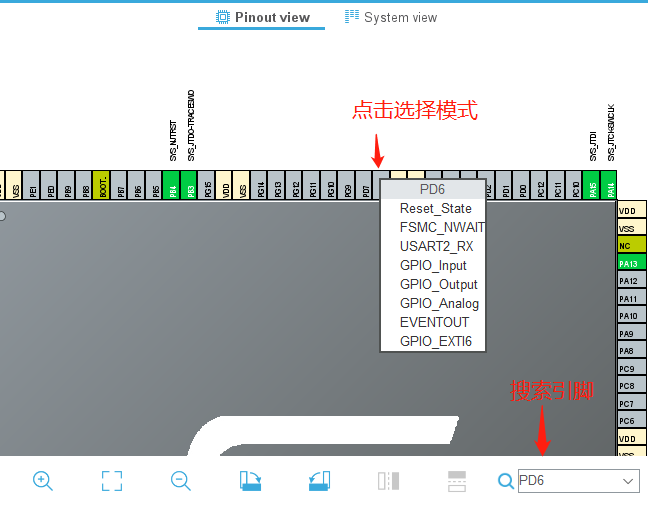 Pinout view
System view
点击选择模式
SYS_NJTRST
SYS_JTDO-TRACESWO
SYS_JTDI
SYS_JTCK-SWCLK
VSS
PE1
PE0
PB9
PB8
BOOT.
PB7
PB6
PB5
PB4
PB3
PG15
VDD
VSS
PG14
PG13
PG12
PG11
PG10
PG9
PD7
PD2
PD1
PD0
PC12
PC11
PC10
PA15
PA14
PD6
Reset_State
FSMC_NWAIT
USART2_RX
GPIO_Input
GPIO_Output
GPIO_Analog
EVENTOUT
GPIO_EXTI6
VDD
VSS
NC
PA13
PA12
PA11
PA10
PA9
PA8
PC9
PC8
PC7
PC6
VDD
VSS
搜索引脚
PD6